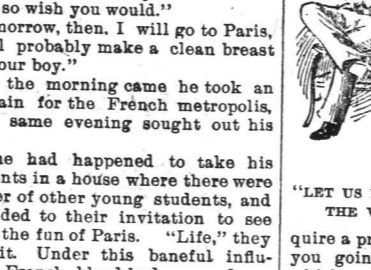 so wish you would."
morrow, then. I will go to Paris,
probably make a clean breast
our boy."
the morning came he took an
ain for the French metropolis,
same evening sought out his
ne had happened to take his
nts in a house where there were
er of other young students, and
ded to their invitation to see
the fun of Paris. "Life," they
it. Under this baneful influ-
"LET US
THE
quire a pr
you goin